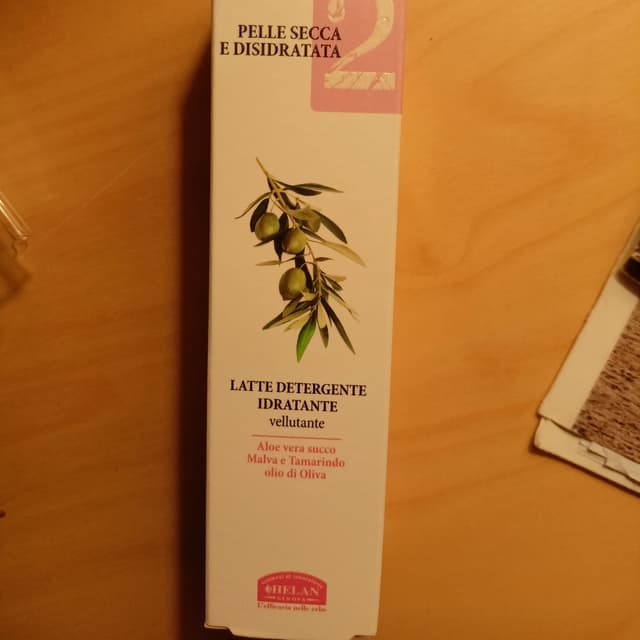 PELLE SECCA
E DISIDRATATA
2
LATTE DETERGENTE
IDRATANTE
vellutante
Aloe vera succo
Malva e Tamarindo
olio di Oliva
HELAN
GENOVA
L'efficacia nelle erbe